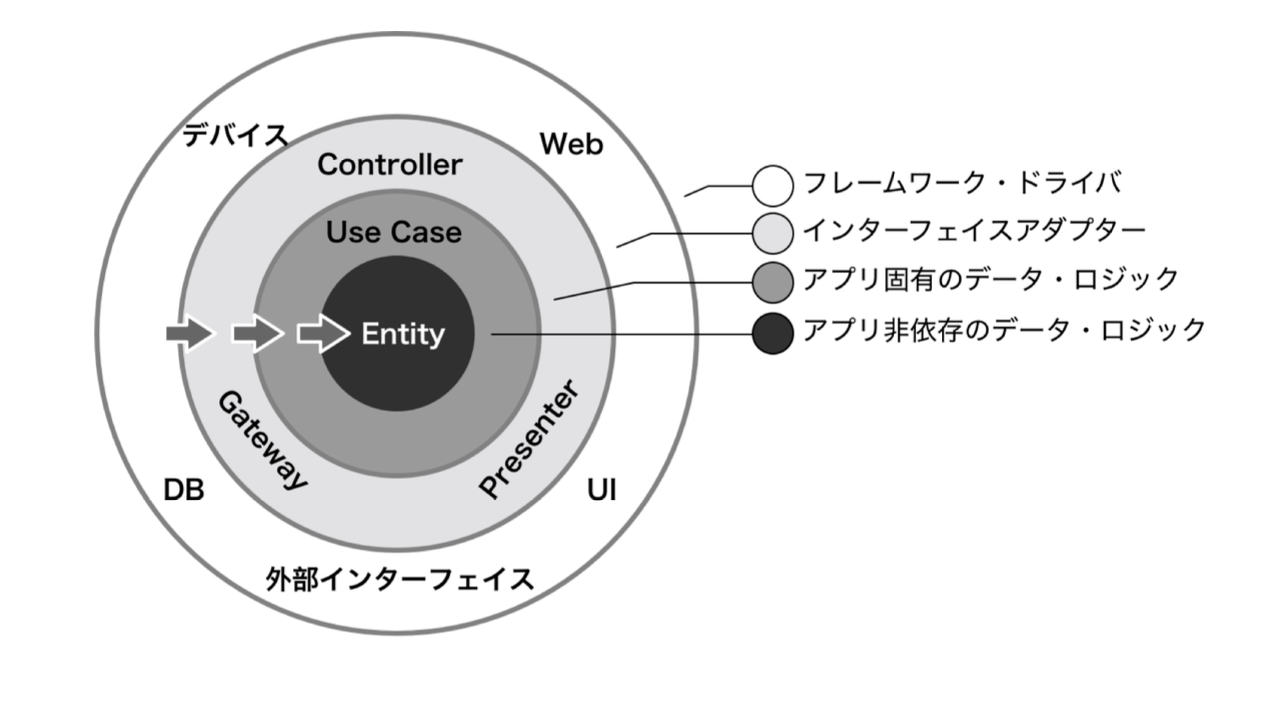 デバイス
Web
Controller
Use Case
Entity
Gateway
Presenter
DB
UI
外部インターフェイス
フレームワーク・ドライバ
インターフェイスアダプター
アプリ固有のデータ・ロジック
アプリ非依存のデータ・ロジック